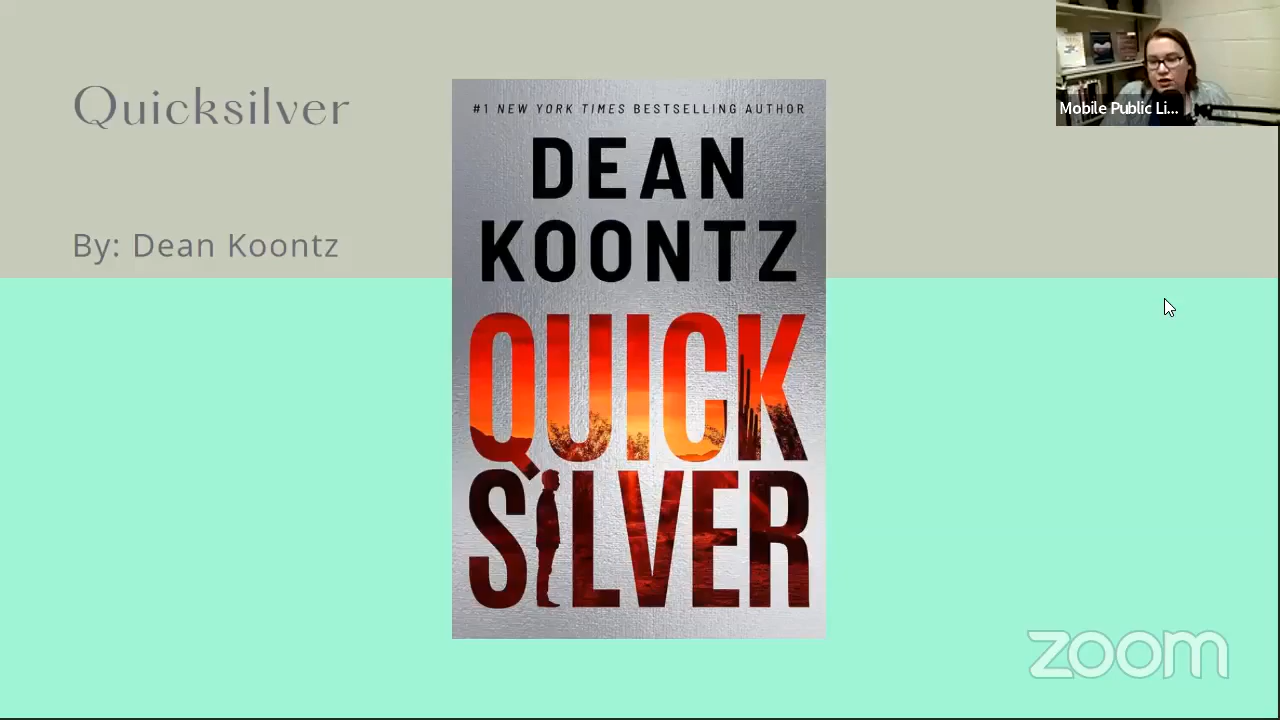 Quicksilver
By: Dean Koontz
#1 NEW YORK TIMES BESTSELLING AUTHOR
DEAN
KOONTZ
QUICK
SILVER
Mobile Public Li...
zoom